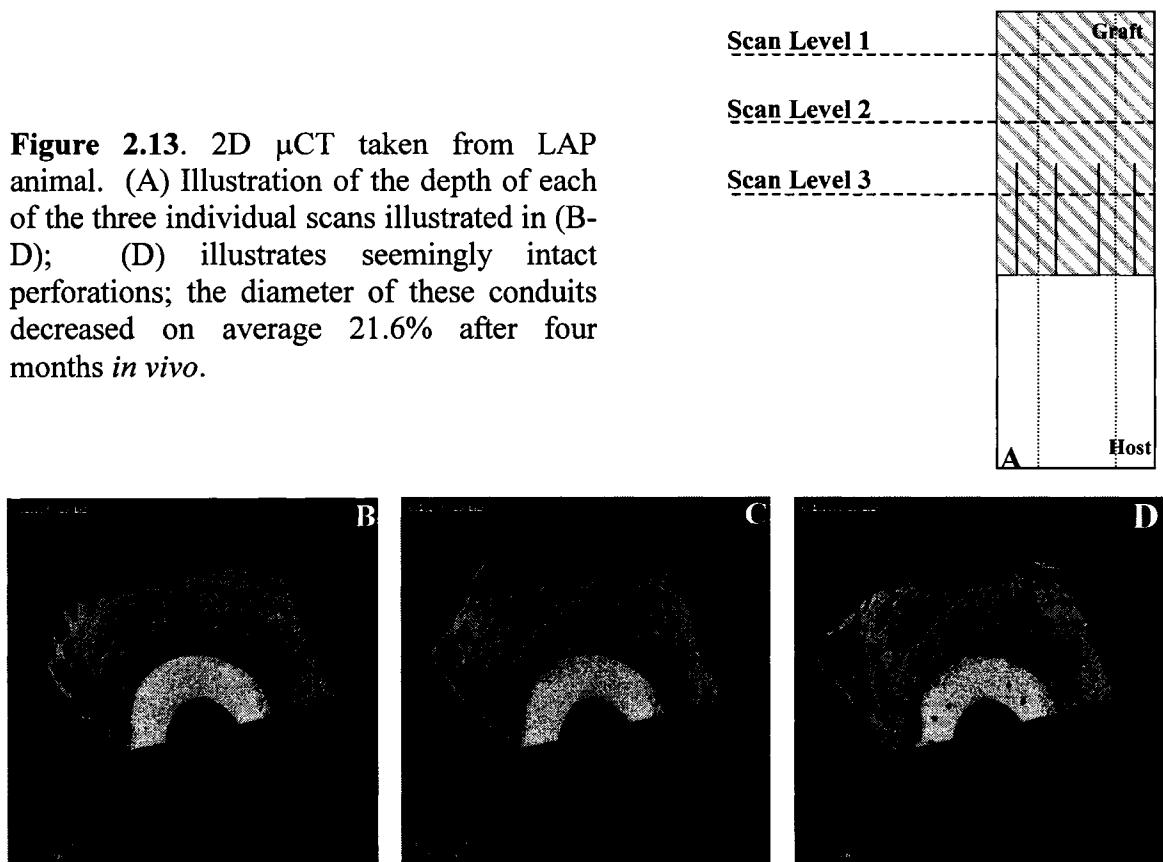 Figure 2.13. 2D μCT taken from LAP
animal. (A) Illustration of the depth of each
of the three individual scans illustrated in (B-
D); (D) illustrates seemingly intact
perforations; the diameter of these conduits
decreased on average 21.6% after four
months in vivo.
Scan Level 1
Scan Level 2
Scan Level 3
Graft
Host
A
B
C
D